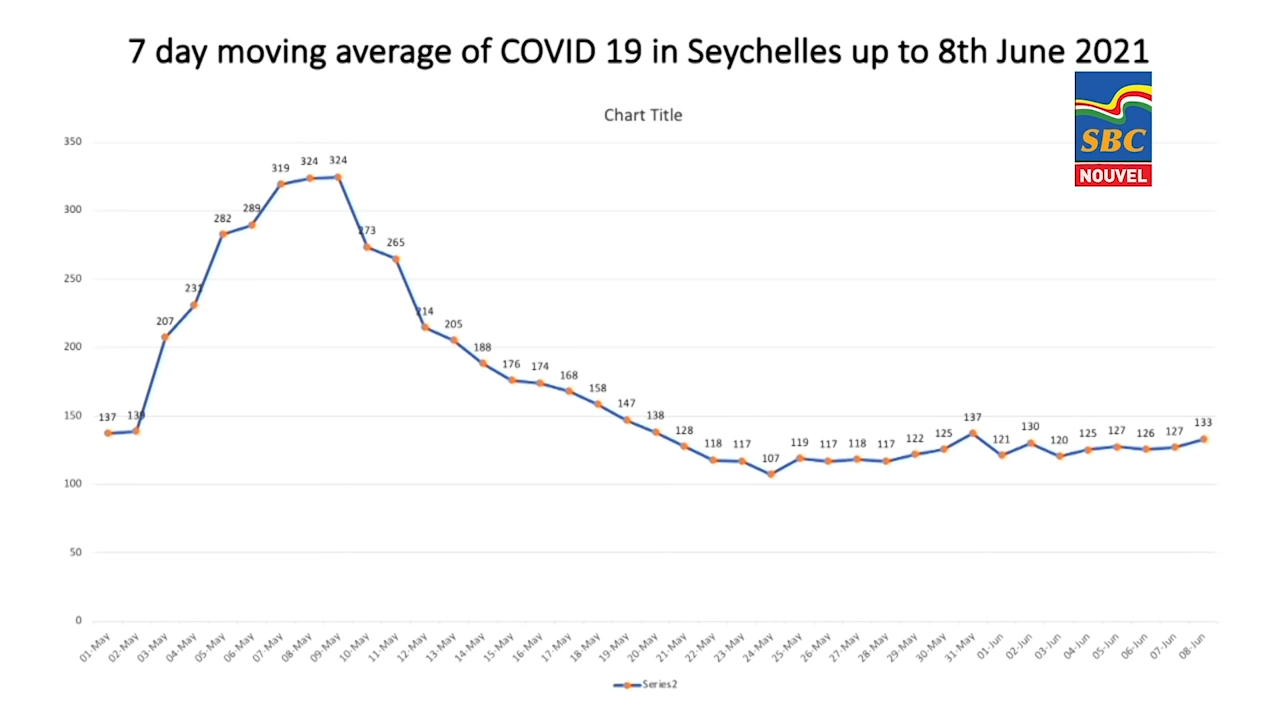 7 day moving average of COVID 19 in Seychelles up to 8th June 2021
SBC
NOUVEL
Chart Title
350
300
250
200
150
100
50
0
137
139
207
231
282
289
319
324
324
273
265
214
205
188
176
174
168
158
147
138
128
118
117
107
119
117
118
117
122
125
137
121
130
120
125
127
126
127
133
01-May
02-May
03-May
04-May
05-May
06-May
07-May
08-May
09-May
10-May
11-May
12-May
13-May
14-May
15-May
16-May
17-May
18-May
19-May
20-May
21-May
22-May
23-May
24-May
25-May
26-May
27-May
28-May
29-May
30-May
31-May
01-Jun
02-Jun
03-Jun
04-Jun
05-Jun
06-Jun
07-Jun
08-Jun
Series2